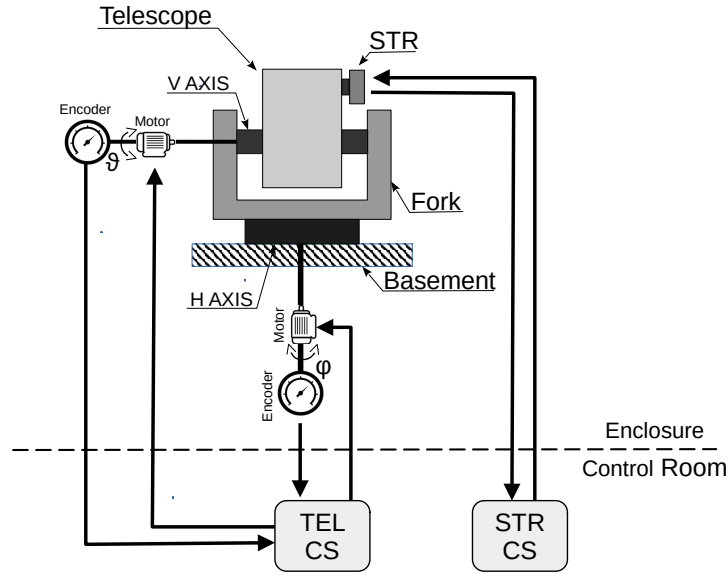 Telescope
STR
V AXIS
Encoder
Motor
ϑ
Fork
Basement
H AXIS
Motor
φ
Encoder
Enclosure
Control Room
TEL
CS
STR
CS